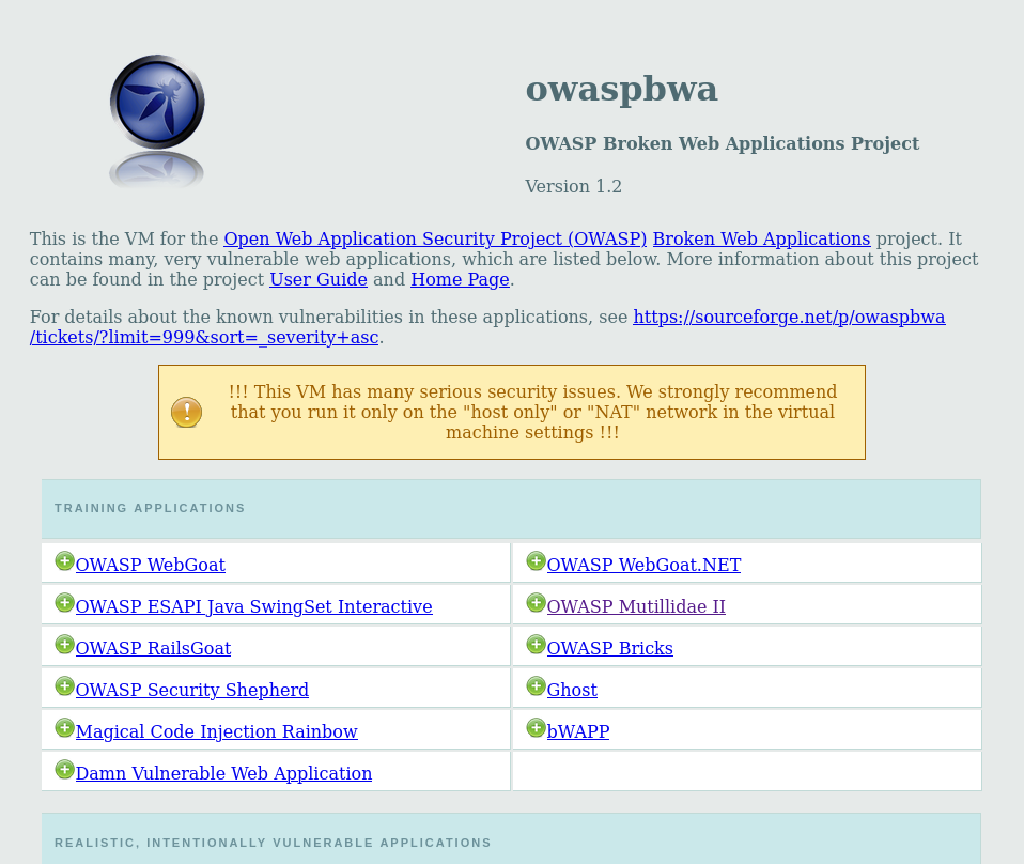 owaspbwa
OWASP Broken Web Applications Project
Version 1.2
This is the VM for the Open Web Application Security Project (OWASP) Broken Web Applications project. It
contains many, very vulnerable web applications, which are listed below. More information about this project
can be found in the project User Guide and Home Page.
For details about the known vulnerabilities in these applications, see https://sourceforge.net/p/owaspbwa
/tickets/?limit=999&sort=_severity+asc.
!!! This VM has many serious security issues. We strongly recommend
that you run it only on the "host only" or "NAT" network in the virtual
machine settings !!!
TRAINING APPLICATIONS
OWASP WebGoat
OWASP WebGoat.NET
OWASP ESAPI Java SwingSet Interactive
OWASP Mutillidae II
OWASP RailsGoat
OWASP Bricks
OWASP Security Shepherd
Ghost
Magical Code Injection Rainbow
bWAPP
Damn Vulnerable Web Application
REALISTIC, INTENTIONALLY VULNERABLE APPLICATIONS